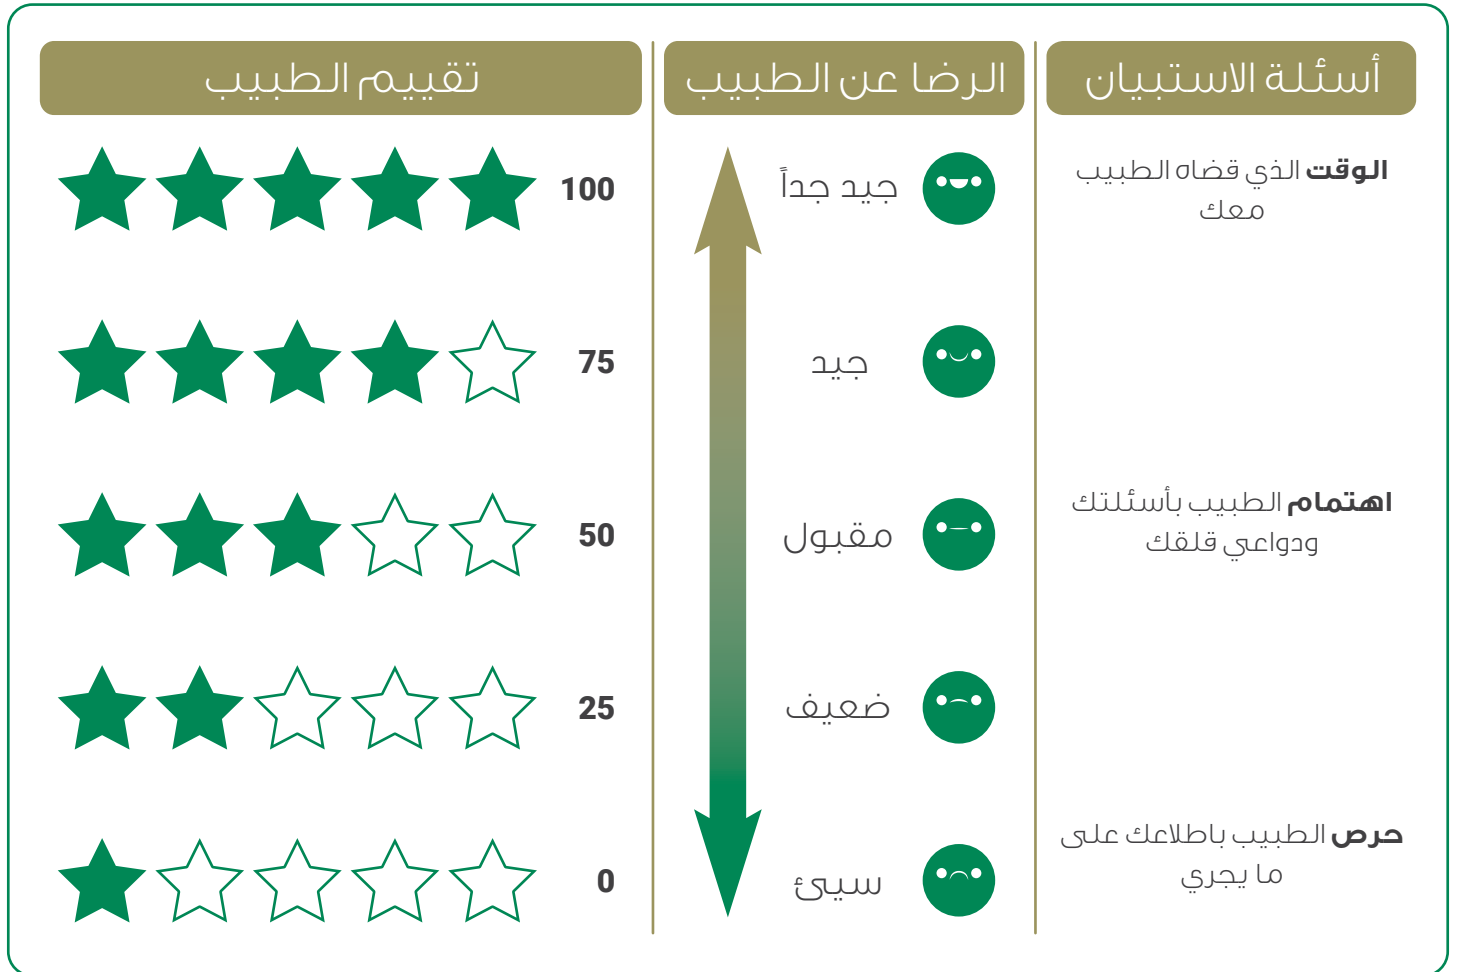 أسئلة الاستبيان
الرضا عن الطبيب
تقييم الطبيب
الوقت الذي قضاه الطبيب
معك
اهتمام الطبيب بأسئلتك
ودواعي قلقك
حرص الطبيب باطلاعك على
ما يجري
جيد جداً
100
جيد
75
مقبول
50
ضعيف
25
سيئ
0